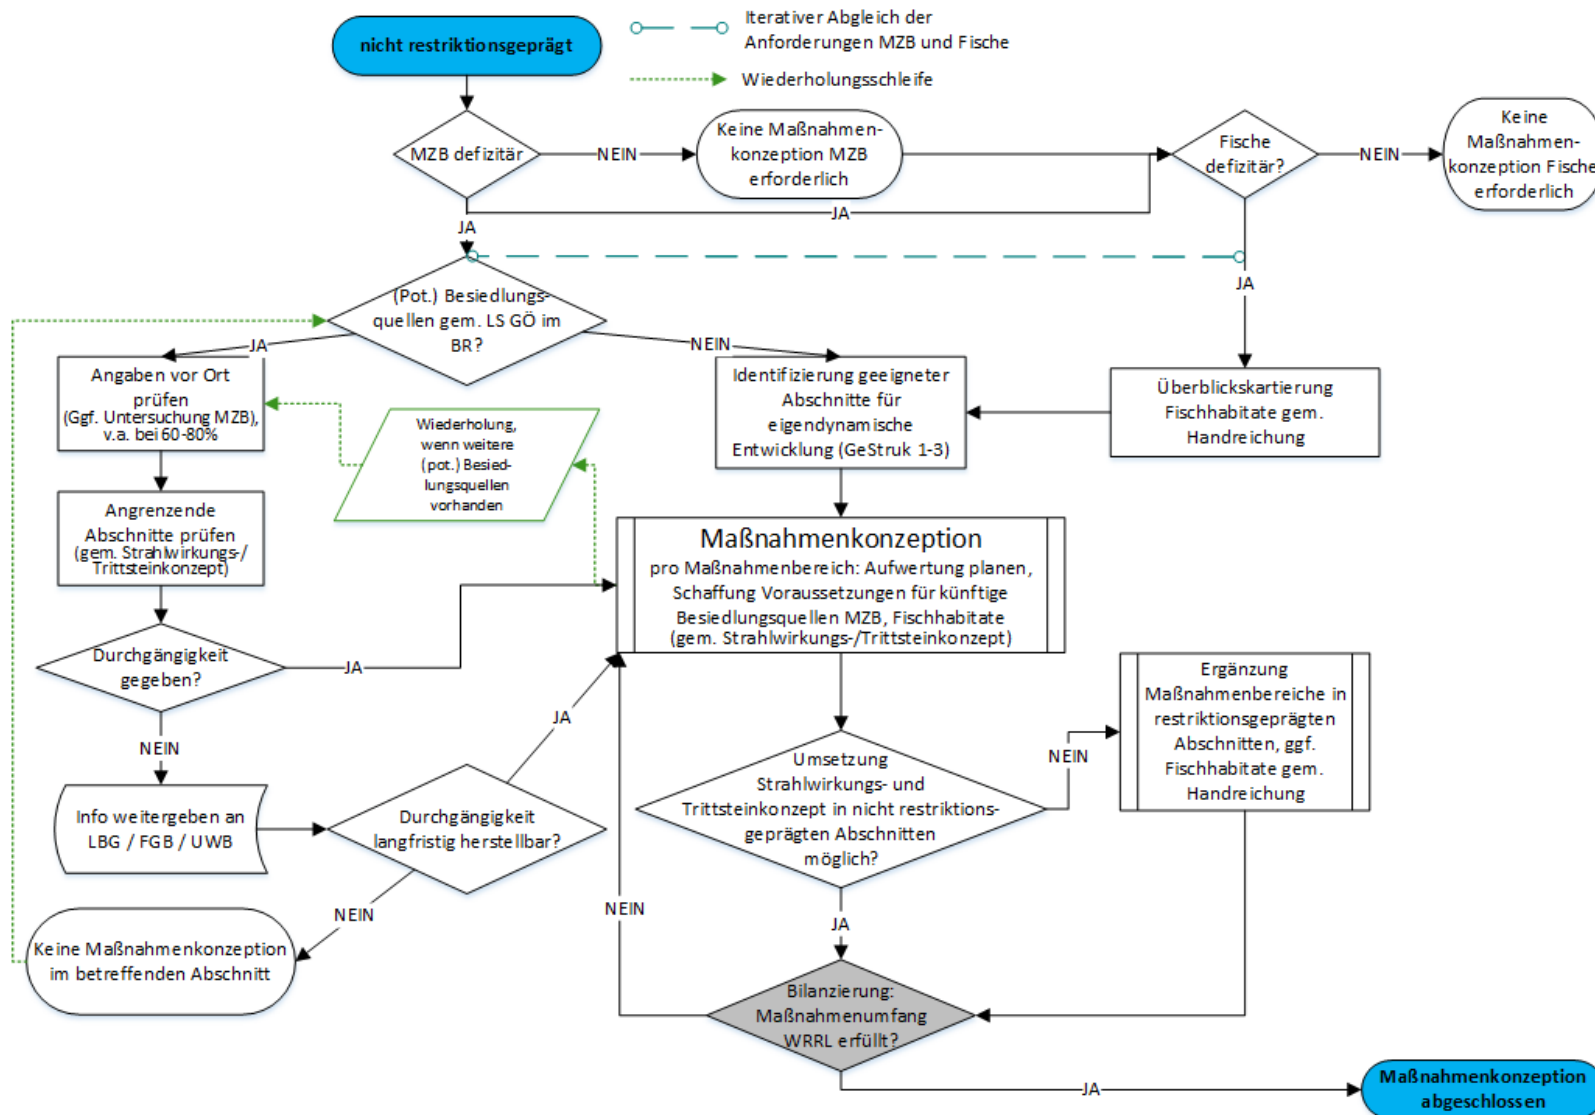 nicht restriktionsgeprägt
Iterativer Abgleich der
Anforderungen MZB und Fische
Wiederholungsschleife
MZB defizitär
NEIN
Keine Maßnahmen-
konzeption MZB
erforderlich
Fische
defizitär?
NEIN
Keine
Maßnahmen-
konzeption Fische
erforderlich
JA
JA
JA
(Pot.) Besiedlungs-
quellen gem. LS GÖ im
BR?
JA
NEIN
Angaben vor Ort
prüfen
(Ggf. Untersuchung MZB),
v.a. bei 60-80%
Wiederholung,
wenn weitere
(pot.) Besied-
lungsquellen
vorhanden
Identifizierung geeigneter
Abschnitte für
eigendynamische
Entwicklung (GeStruk 1-3)
Überblickskartierung
Fischhabitate gem.
Handreichung
Angrenzende
Abschnitte prüfen
(gem. Strahlwirkungs-/
Trittsteinkonzept)
Maßnahmenkonzeption
pro Maßnahmenbereich: Aufwertung planen,
Schaffung Voraussetzungen für künftige
Besiedlungsquellen MZB, Fischhabitate
(gem. Strahlwirkungs-/Trittsteinkonzept)
Durchgängigkeit
gegeben?
JA
NEIN
Info weitergeben an
LBG / FGB / UWB
Durchgängigkeit
langfristig herstellbar?
JA
NEIN
Keine Maßnahmenkonzeption
im betreffenden Abschnitt
Umsetzung
Strahlwirkungs- und
Trittsteinkonzept in nicht restriktions-
geprägten Abschnitten
möglich?
NEIN
Ergänzung
Maßnahmenbereiche in
restriktionsgeprägten
Abschnitten, ggf.
Fischhabitate gem.
Handreichung
NEIN
JA
Bilanzierung:
Maßnahmenumfang
WRRL erfüllt?
JA
Maßnahmenkonzeption
abgeschlossen